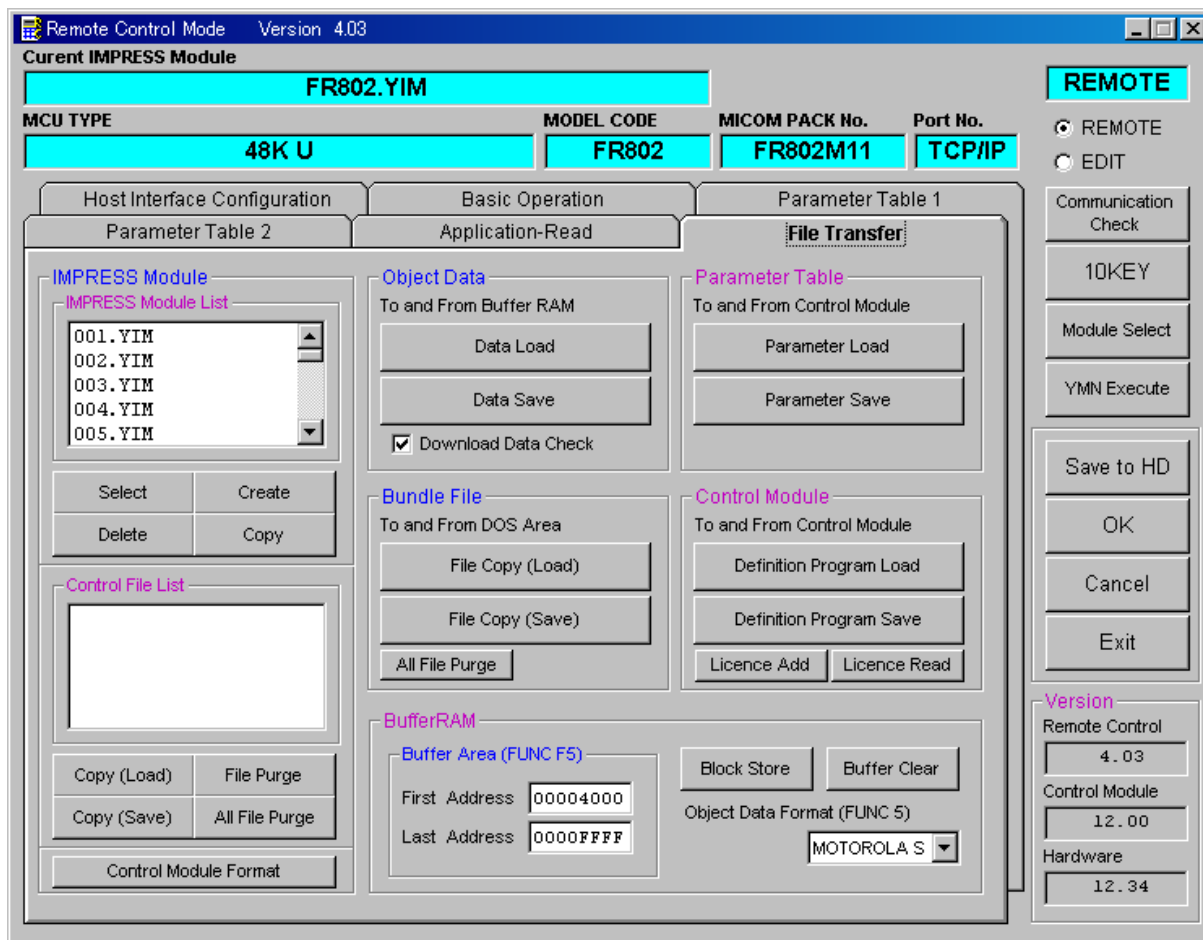 Remote Control Mode Version 4.03
Curent IMPRESS Module
FR802.YIM
MCU TYPE
48K U
MODEL CODE
FR802
MICOM PACK No.
FR802M11
Port No.
TCP/IP
REMOTE
REMOTE
EDIT
Host Interface Configuration
Basic Operation
Parameter Table 1
Parameter Table 2
Application-Read
File Transfer
IMPRESS Module
IMPRESS Module List
001.YIM
002.YIM
003.YIM
004.YIM
005.YIM
Select
Create
Delete
Copy
Control File List
Copy (Load)
File Purge
Copy (Save)
All File Purge
Control Module Format
Object Data
To and From Buffer RAM
Data Load
Data Save
Download Data Check
Parameter Table
To and From Control Module
Parameter Load
Parameter Save
Bundle File
To and From DOS Area
File Copy (Load)
File Copy (Save)
All File Purge
Control Module
To and From Control Module
Definition Program Load
Definition Program Save
Licence Add
Licence Read
BufferRAM
Buffer Area (FUNC F5)
First Address 00004000
Last Address 0000FFFF
Block Store
Buffer Clear
Object Data Format (FUNC 5)
MOTOROLA S
Communication
Check
10KEY
Module Select
YMN Execute
Save to HD
OK
Cancel
Exit
Version
Remote Control
4.03
Control Module
12.00
Hardware
12.34